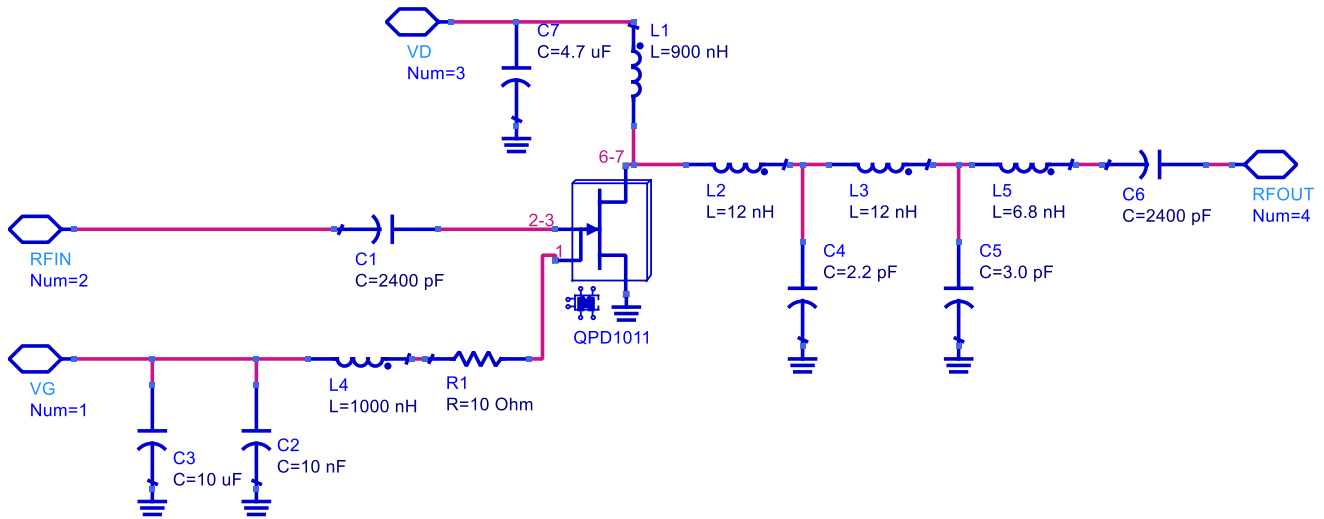 VD
Num=3
C7
C=4.7 uF
L1
L=900 nH
6-7
L2
L=12 nH
L3
L=12 nH
L5
L=6.8 nH
C6
C=2400 pF
RFOUT
Num=4
C4
C=2.2 pF
C5
C=3.0 pF
RFIN
Num=2
C1
C=2400 pF
2-3
1
QPD1011
VG
Num=1
L4
L=1000 nH
R1
R=10 Ohm
C3
C=10 uF
C2
C=10 nF